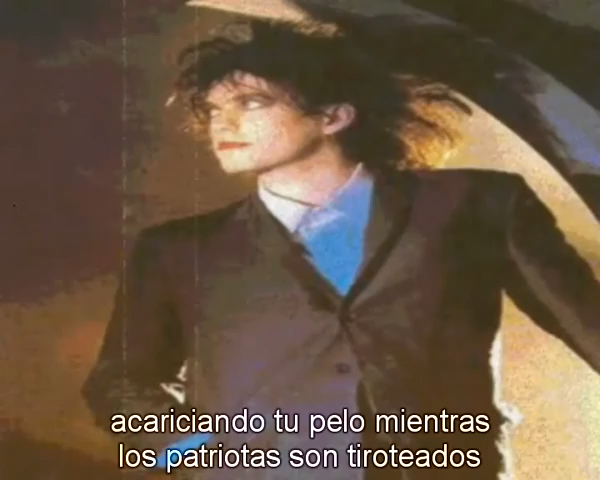 acariciando tu pelo mientras
los patriotas son tiroteados